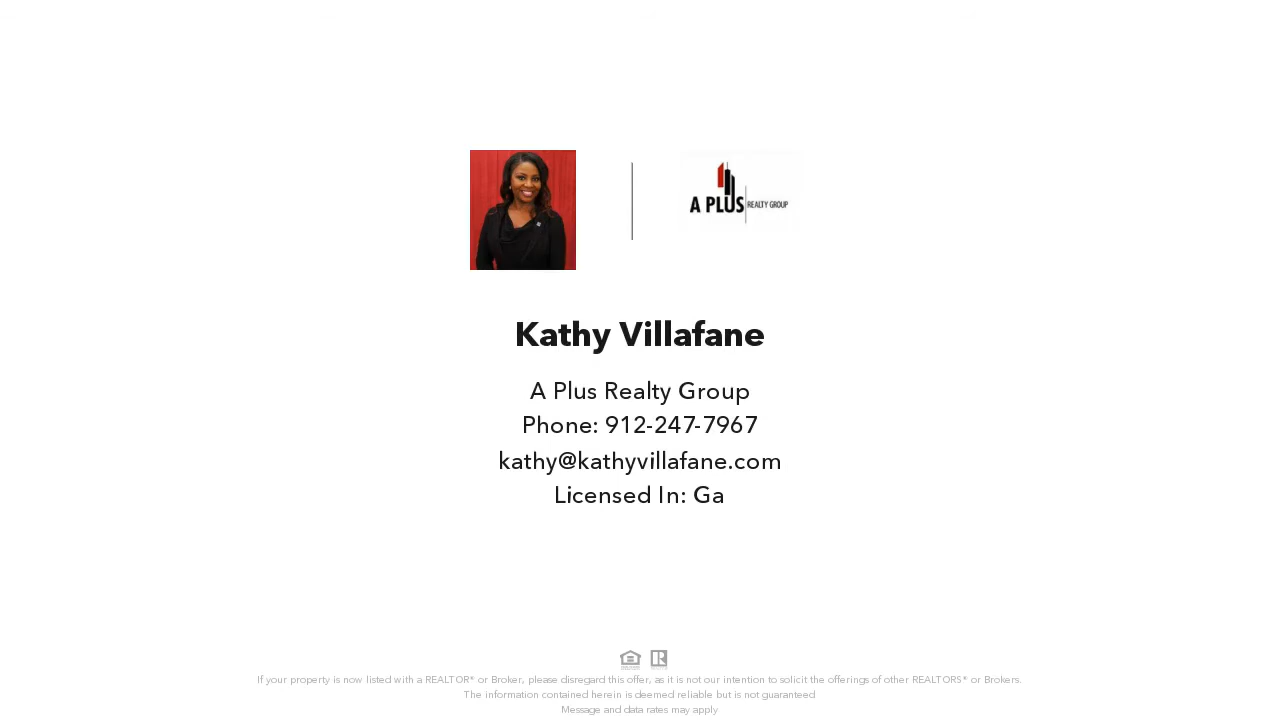 A PLUS REALTY GROUP
Kathy Villafane
A Plus Realty Group
Phone: 912-247-7967
kathy@kathyvillafane.com
Licensed In: Ga
If your property is now listed with a REALTOR® or Broker, please disregard this offer, as it is not our intention to solicit the offerings of other REALTORS® or Brokers.
The information contained herein is deemed reliable but is not guaranteed
Message and data rates may apply